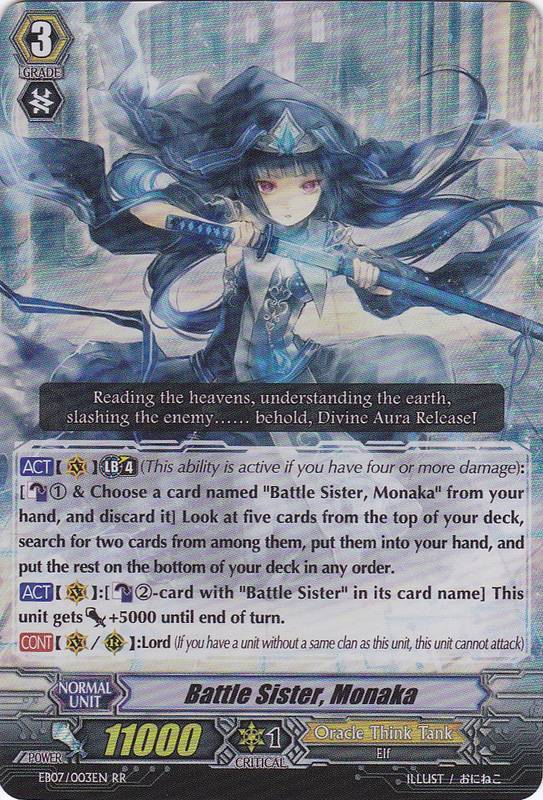 3
GRADE
Reading the heavens, understanding the earth,
slashing the enemy...... behold, Divine Aura Release!
ACT【 V 】LB 4 (This ability is active if you have four or more damage):
[① & Choose a card named "Battle Sister, Monaka" from your
hand, and discard it] Look at five cards from the top of your deck,
search for two cards from among them, put them into your hand, and
put the rest on the bottom of your deck in any order.
ACT【 V 】:[②-card with "Battle Sister" in its card name] This
unit gets +5000 until end of turn.
CONT【 V / R 】:Lord (If you have a unit without a same clan as this unit, this unit cannot attack)
NORMAL
UNIT
Battle Sister, Monaka
POWER
11000
1
CRITICAL
Oracle Think Tank
Elf
EB07/003EN RR
ILLUST / おにねこ